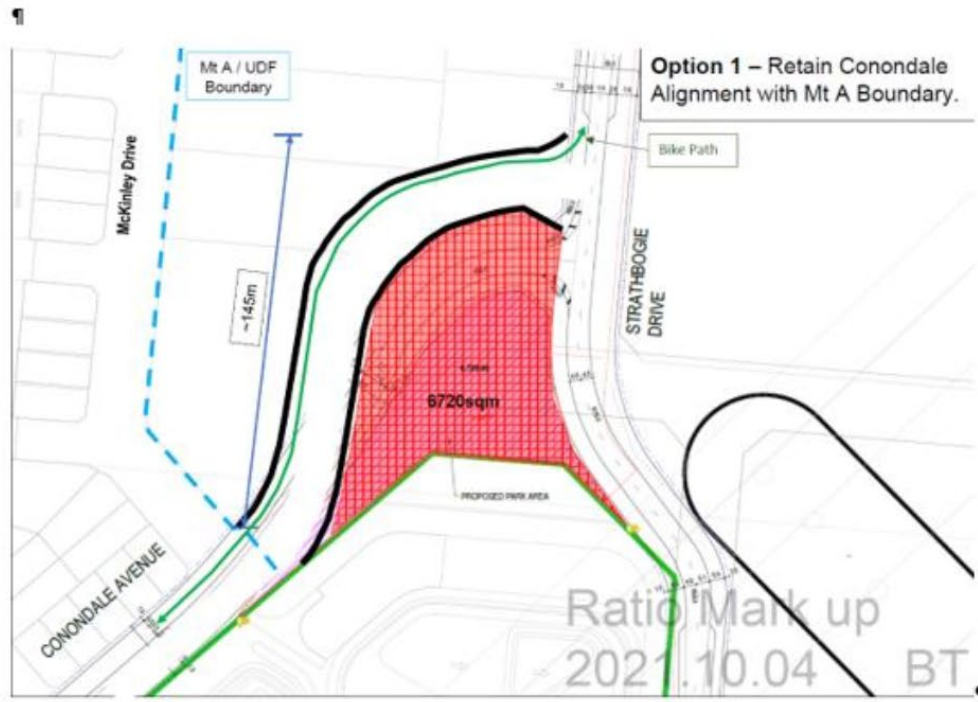 ¶
Mt A / UDF
Boundary
Option 1 – Retain Conondale
Alignment with Mt A Boundary.
Bike Path
McKinley Drive
~145m
STRATHBOGIE
DRIVE
6720sqm
PROPOSED PARK AREA
CONONDALE AVENUE
Ratio Mark up
2021.10.04 BT